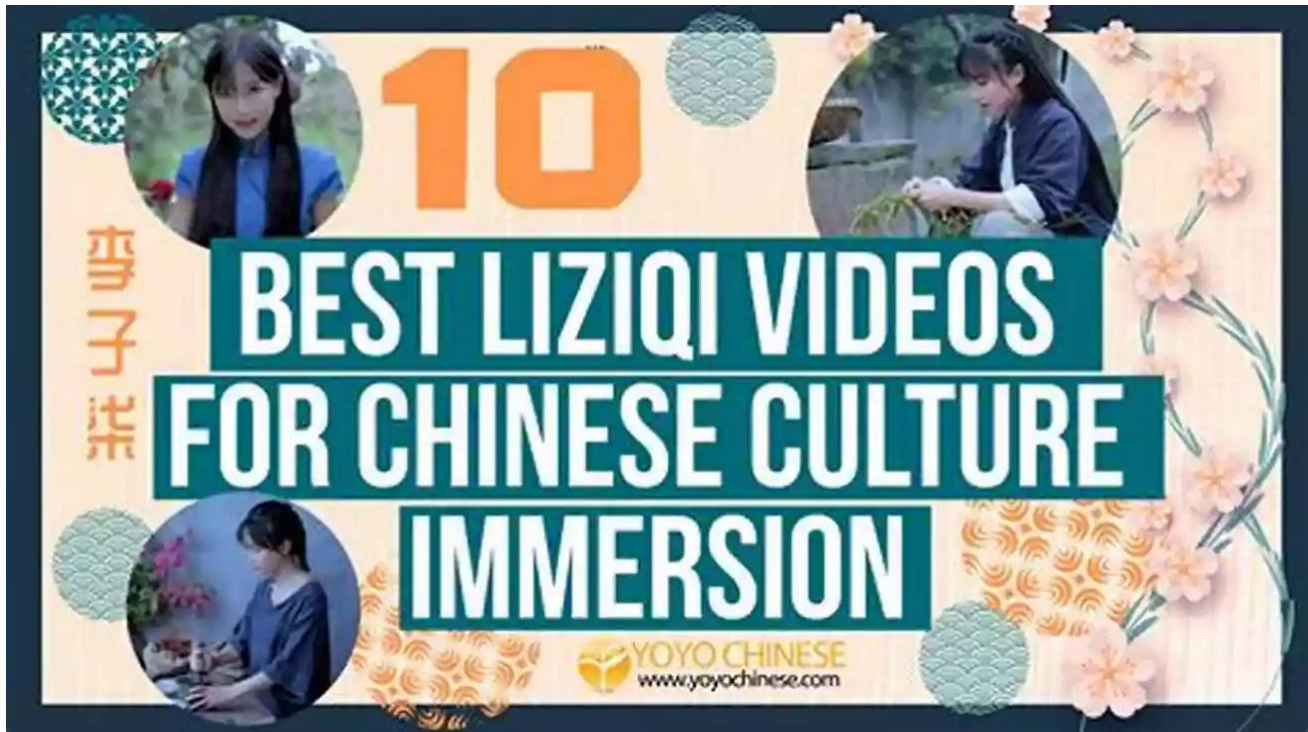 10
李子柒
BEST LIZIQI VIDEOS
FOR CHINESE CULTURE
IMMERSION
YOYO CHINESE
www.yoyochinese.com